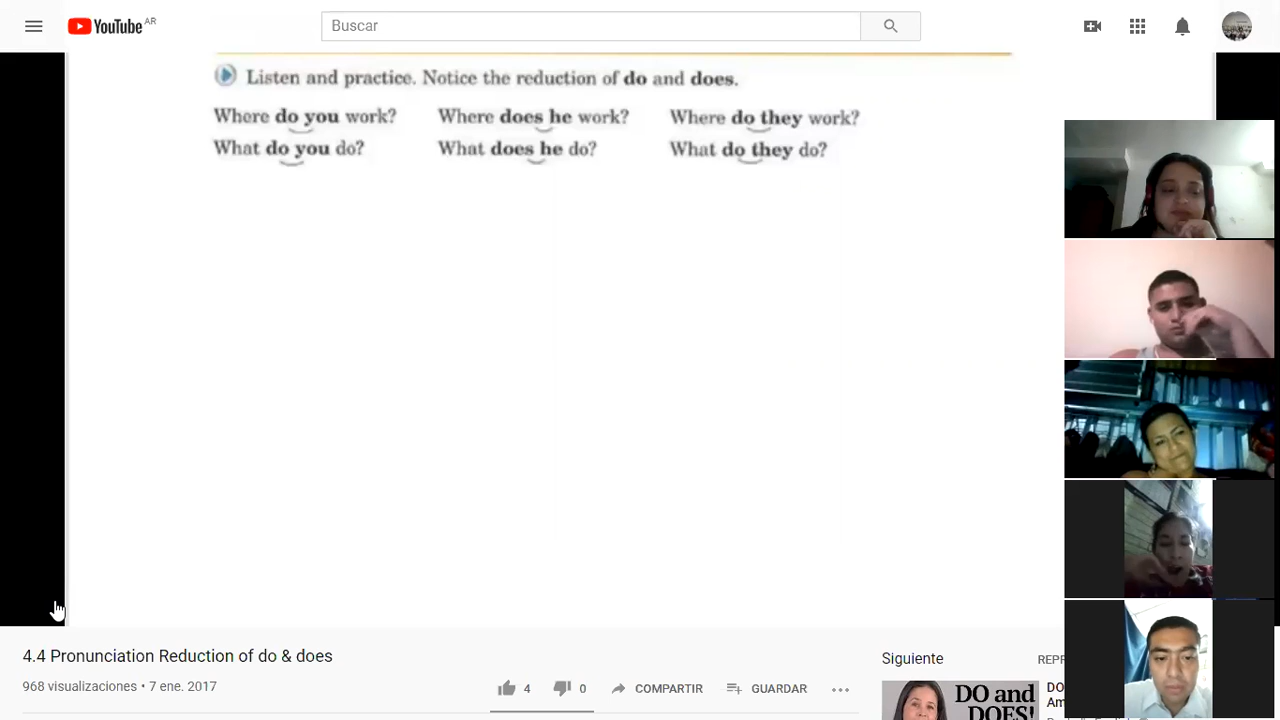 YouTube AR
Buscar
Listen and practice. Notice the reduction of do and does.
Where do you work? Where does he work? Where do they work?
What do you do? What does he do? What do they do?
4.4 Pronunciation Reduction of do & does
968 visualizaciones • 7 ene. 2017
4 0 COMPARTIR GUARDAR
Siguiente REPR
DO and
DOES!
DO
Am